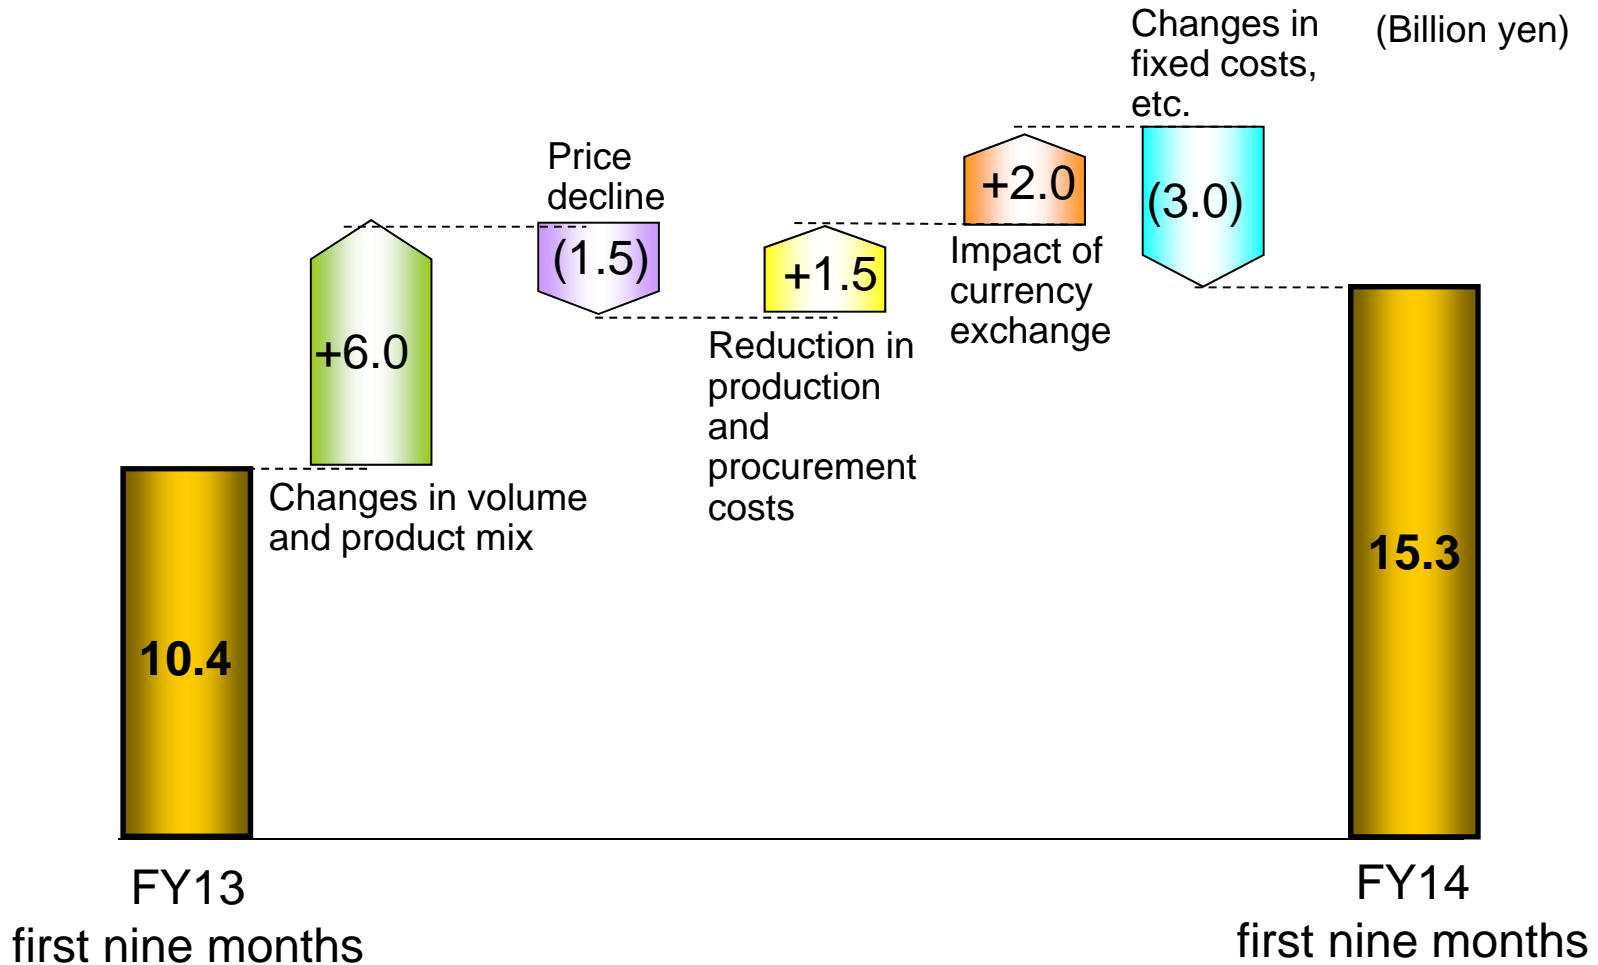 Changes in
fixed costs,
etc.
(Billion yen)
Price
decline
+2.0
(3.0)
(1.5)
+1.5
Impact of
currency
exchange
+6.0
Reduction in
production
and
procurement
costs
Changes in volume
and product mix
10.4
15.3
FY13
first nine months
FY14
first nine months